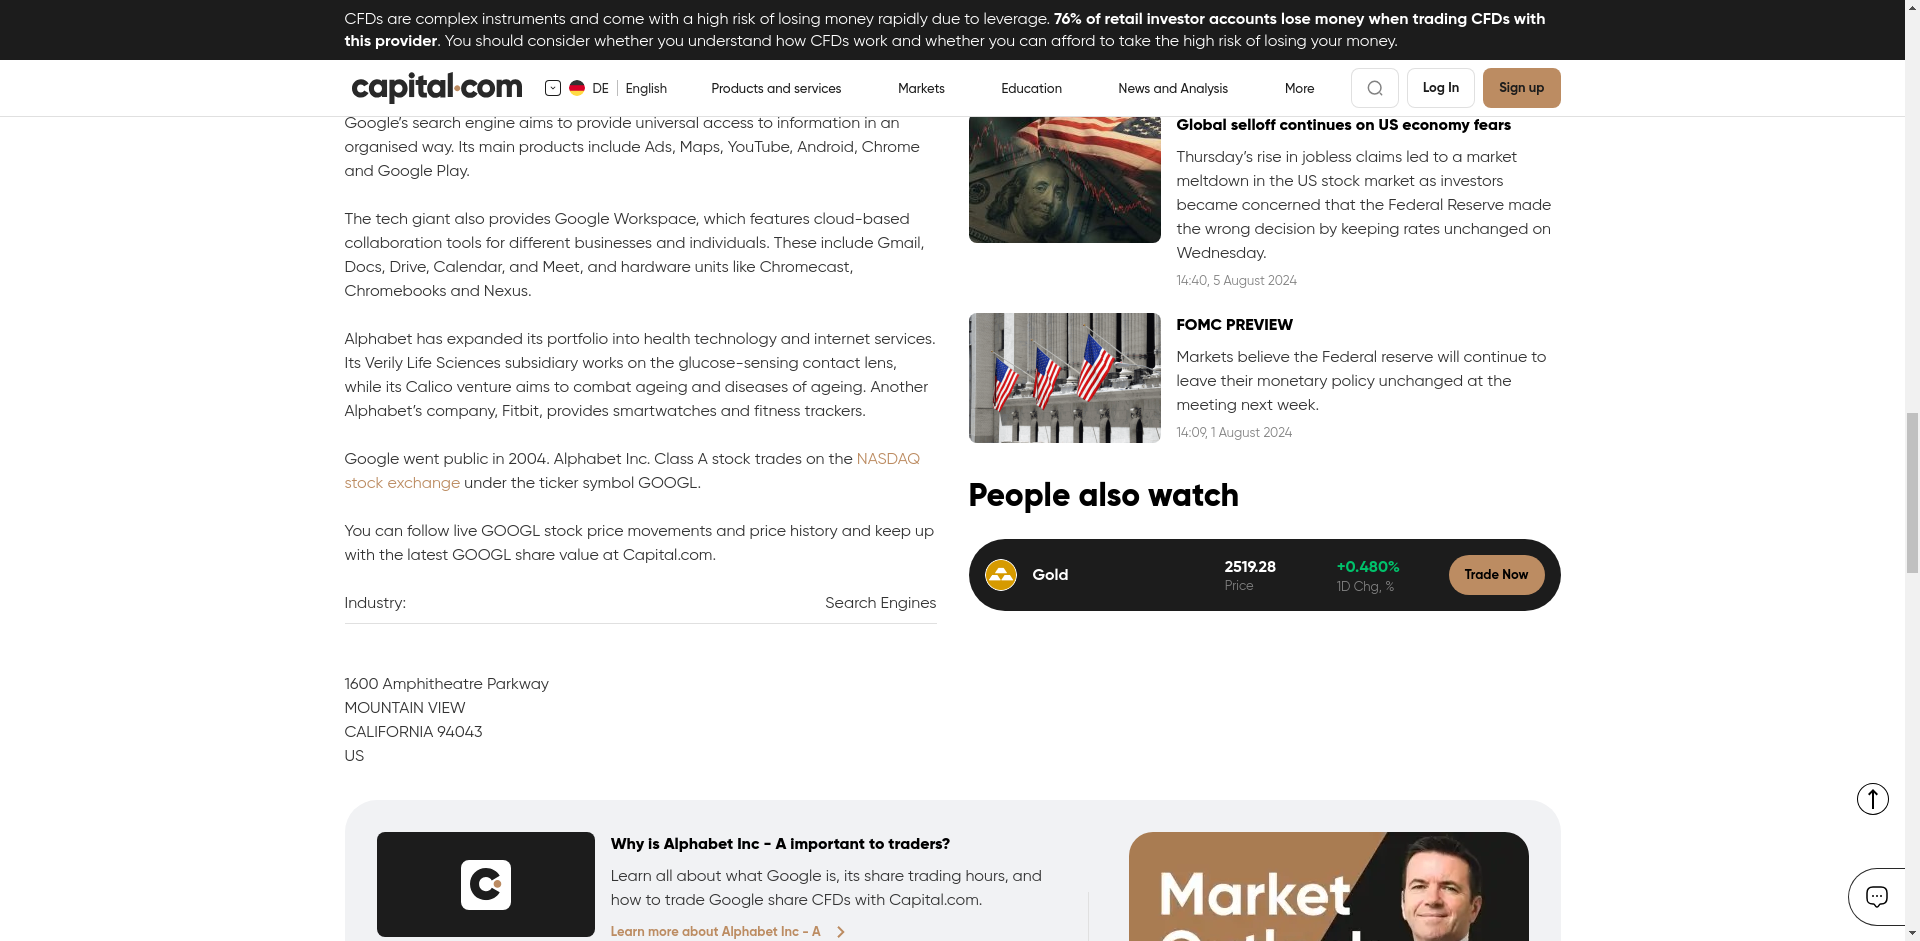 CFDs are complex instruments and come with a high risk of losing money rapidly due to leverage. 76% of retail investor accounts lose money when trading CFDs with
this provider. You should consider whether you understand how CFDs work and whether you can afford to take the high risk of losing your money.
capital.com
DE
English
Products and services
Markets
Education
News and Analysis
More
Log In
Sign up
Google’s search engine aims to provide universal access to information in an
organised way. Its main products include Ads, Maps, YouTube, Android, Chrome
and Google Play.
The tech giant also provides Google Workspace, which features cloud-based
collaboration tools for different businesses and individuals. These include Gmail,
Docs, Drive, Calendar, and Meet, and hardware units like Chromecast,
Chromebooks and Nexus.
Alphabet has expanded its portfolio into health technology and internet services.
Its Verily Life Sciences subsidiary works on the glucose-sensing contact lens,
while its Calico venture aims to combat ageing and diseases of ageing. Another
Alphabet’s company, Fitbit, provides smartwatches and fitness trackers.
Google went public in 2004. Alphabet Inc. Class A stock trades on the NASDAQ
stock exchange under the ticker symbol GOOGL.
You can follow live GOOGL stock price movements and price history and keep up
with the latest GOOGL share value at Capital.com.
Industry:
Search Engines
1600 Amphitheatre Parkway
MOUNTAIN VIEW
CALIFORNIA 94043
US
Global selloff continues on US economy fears
Thursday’s rise in jobless claims led to a market
meltdown in the US stock market as investors
became concerned that the Federal Reserve made
the wrong decision by keeping rates unchanged on
Wednesday.
14:40, 5 August 2024
FOMC PREVIEW
Markets believe the Federal reserve will continue to
leave their monetary policy unchanged at the
meeting next week.
14:09, 1 August 2024
People also watch
Gold
2519.28
Price
+0.480%
1D Chg, %
Trade Now
Why is Alphabet Inc - A important to traders?
Learn all about what Google is, its share trading hours, and
how to trade Google share CFDs with Capital.com.
Learn more about Alphabet Inc - A
Market